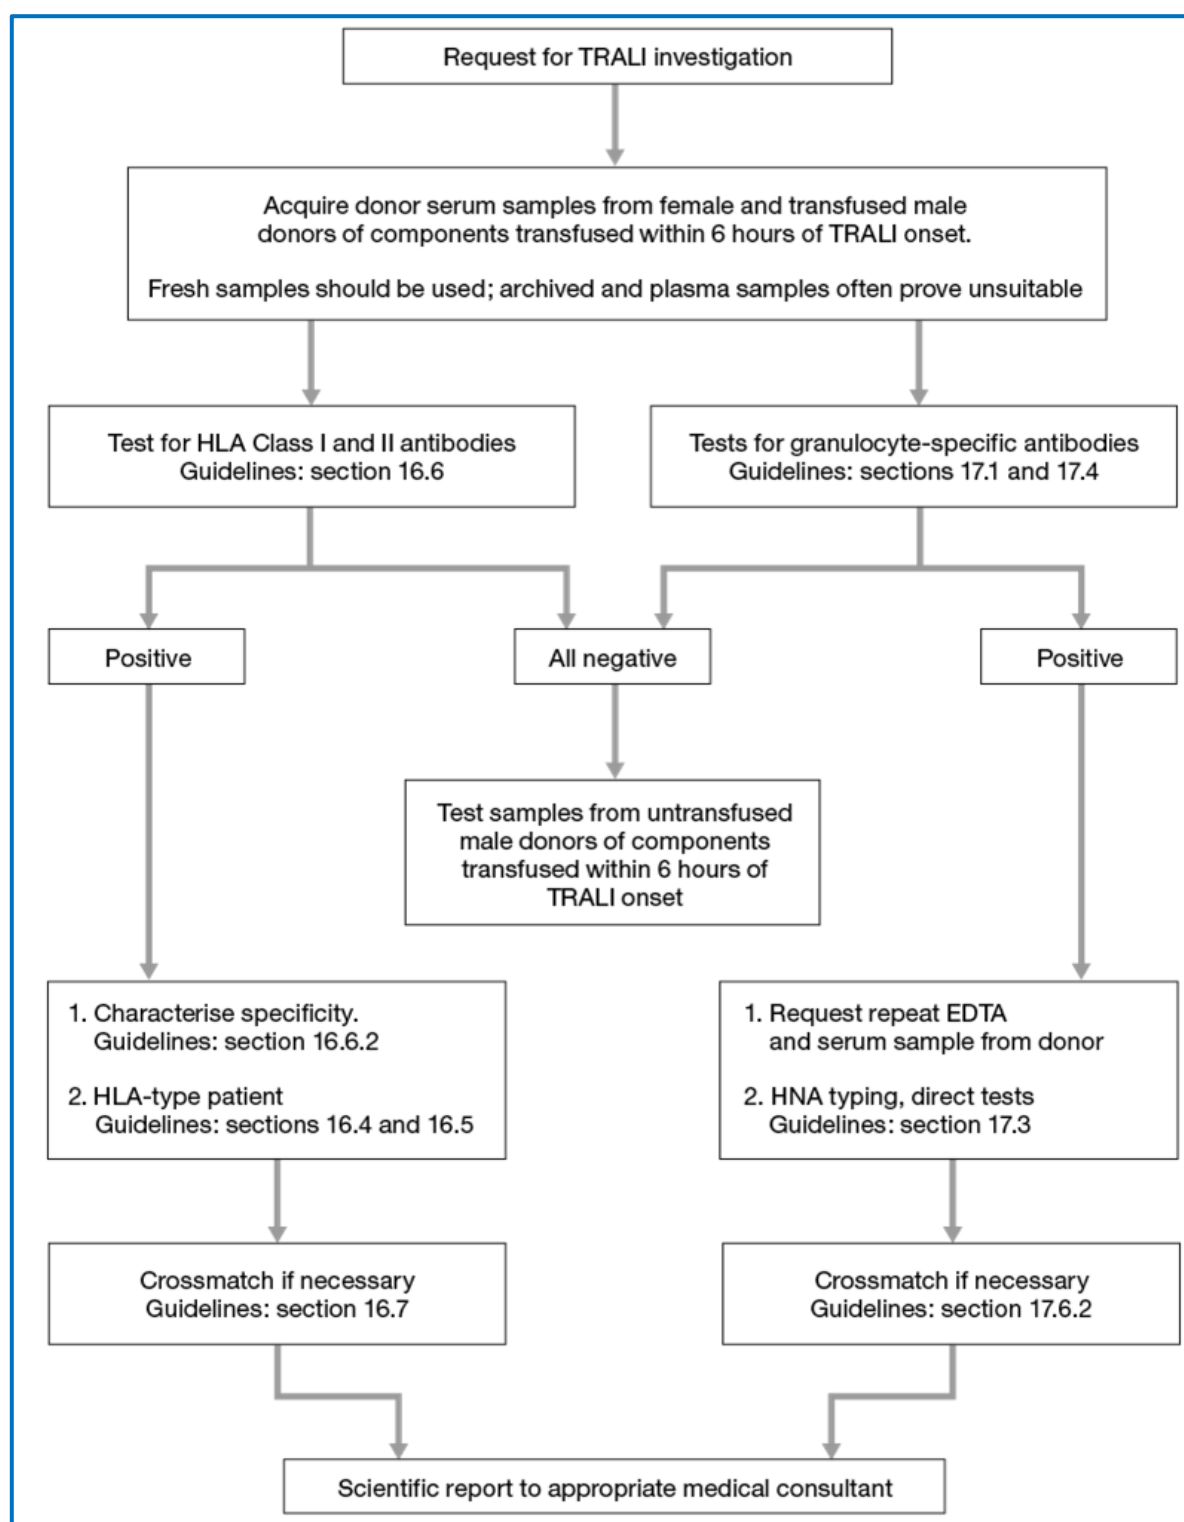 Request for TRALI investigation
Acquire donor serum samples from female and transfused male
donors of components transfused within 6 hours of TRALI onset.
Fresh samples should be used; archived and plasma samples often prove unsuitable
Test for HLA Class I and II antibodies
Guidelines: section 16.6
Tests for granulocyte-specific antibodies
Guidelines: sections 17.1 and 17.4
Positive
All negative
Positive
Test samples from untransfused
male donors of components
transfused within 6 hours of
TRALI onset
1. Characterise specificity.
Guidelines: section 16.6.2
2. HLA-type patient
Guidelines: sections 16.4 and 16.5
1. Request repeat EDTA
and serum sample from donor
2. HNA typing, direct tests
Guidelines: section 17.3
Crossmatch if necessary
Guidelines: section 16.7
Crossmatch if necessary
Guidelines: section 17.6.2
Scientific report to appropriate medical consultant